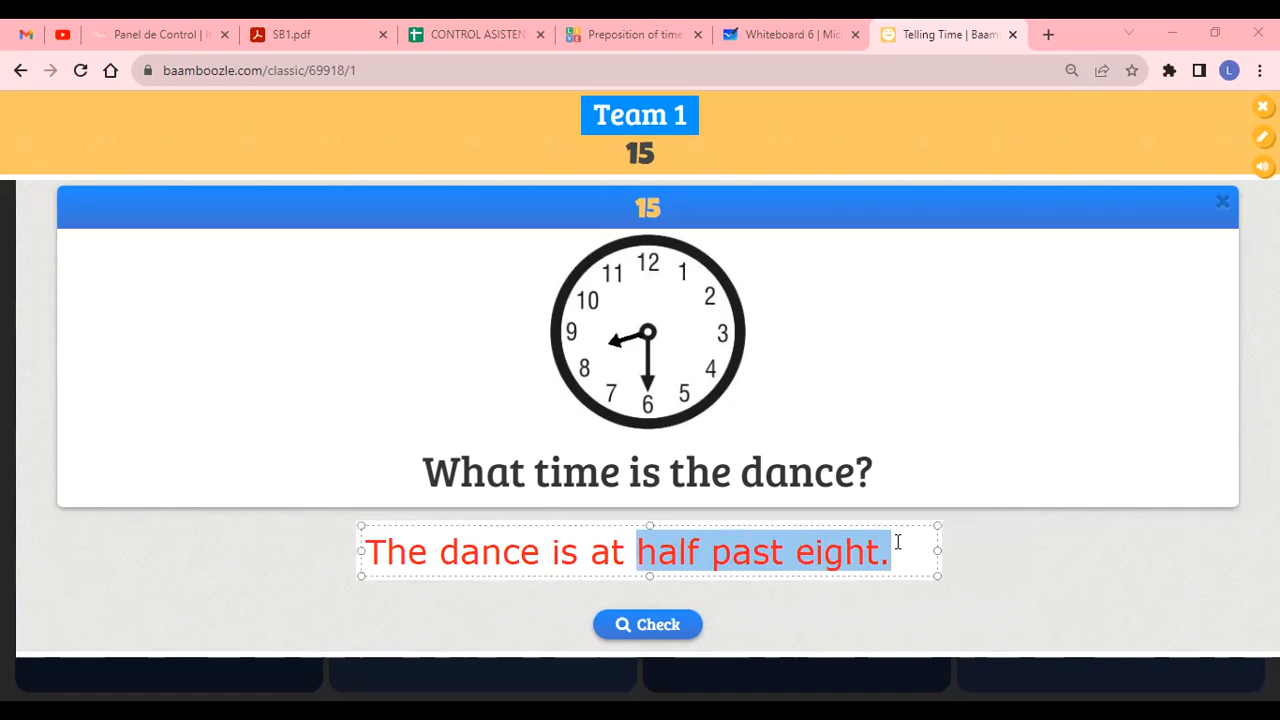 Panel de Control | I
SB1.pdf
CONTROL ASISTEN
Preposition of time
Whiteboard 6 | Mic
Telling Time | Baam
baamboozle.com/classic/69918/1
L
Team 1
15
15
12
11
1
10
2
9
3
8
4
7
5
6
What time is the dance?
The dance is at half past eight.
Check